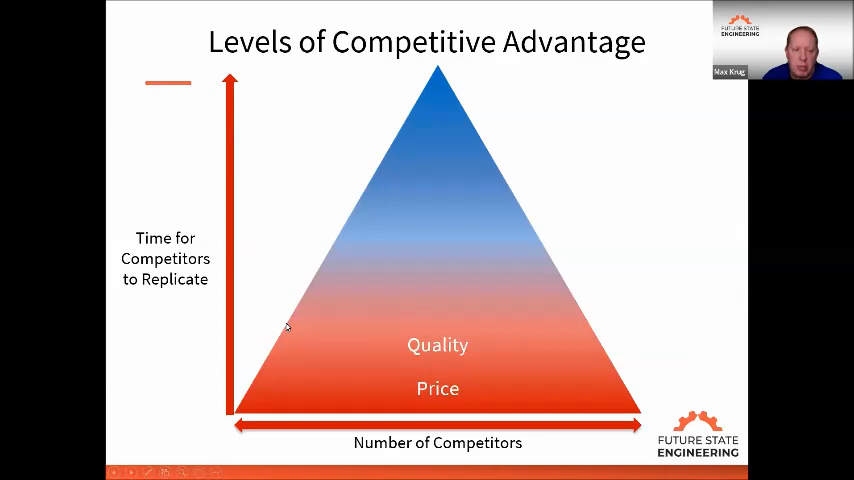 Levels of Competitive Advantage
FUTURE STATE
ENGINEERING
Max Krug
Time for
Competitors
to Replicate
Quality
Price
Number of Competitors
FUTURE STATE
ENGINEERING